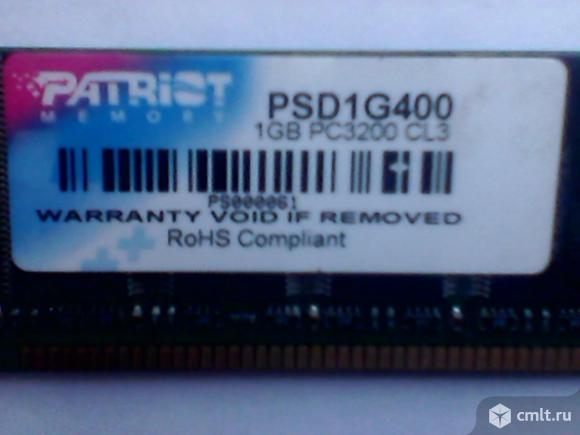 PATRIOT
MEMORY
PSD1G400
1GB PC3200 CL3
PS000061
WARRANTY VOID IF REMOVED
RoHS Compliant
cmlt.ru